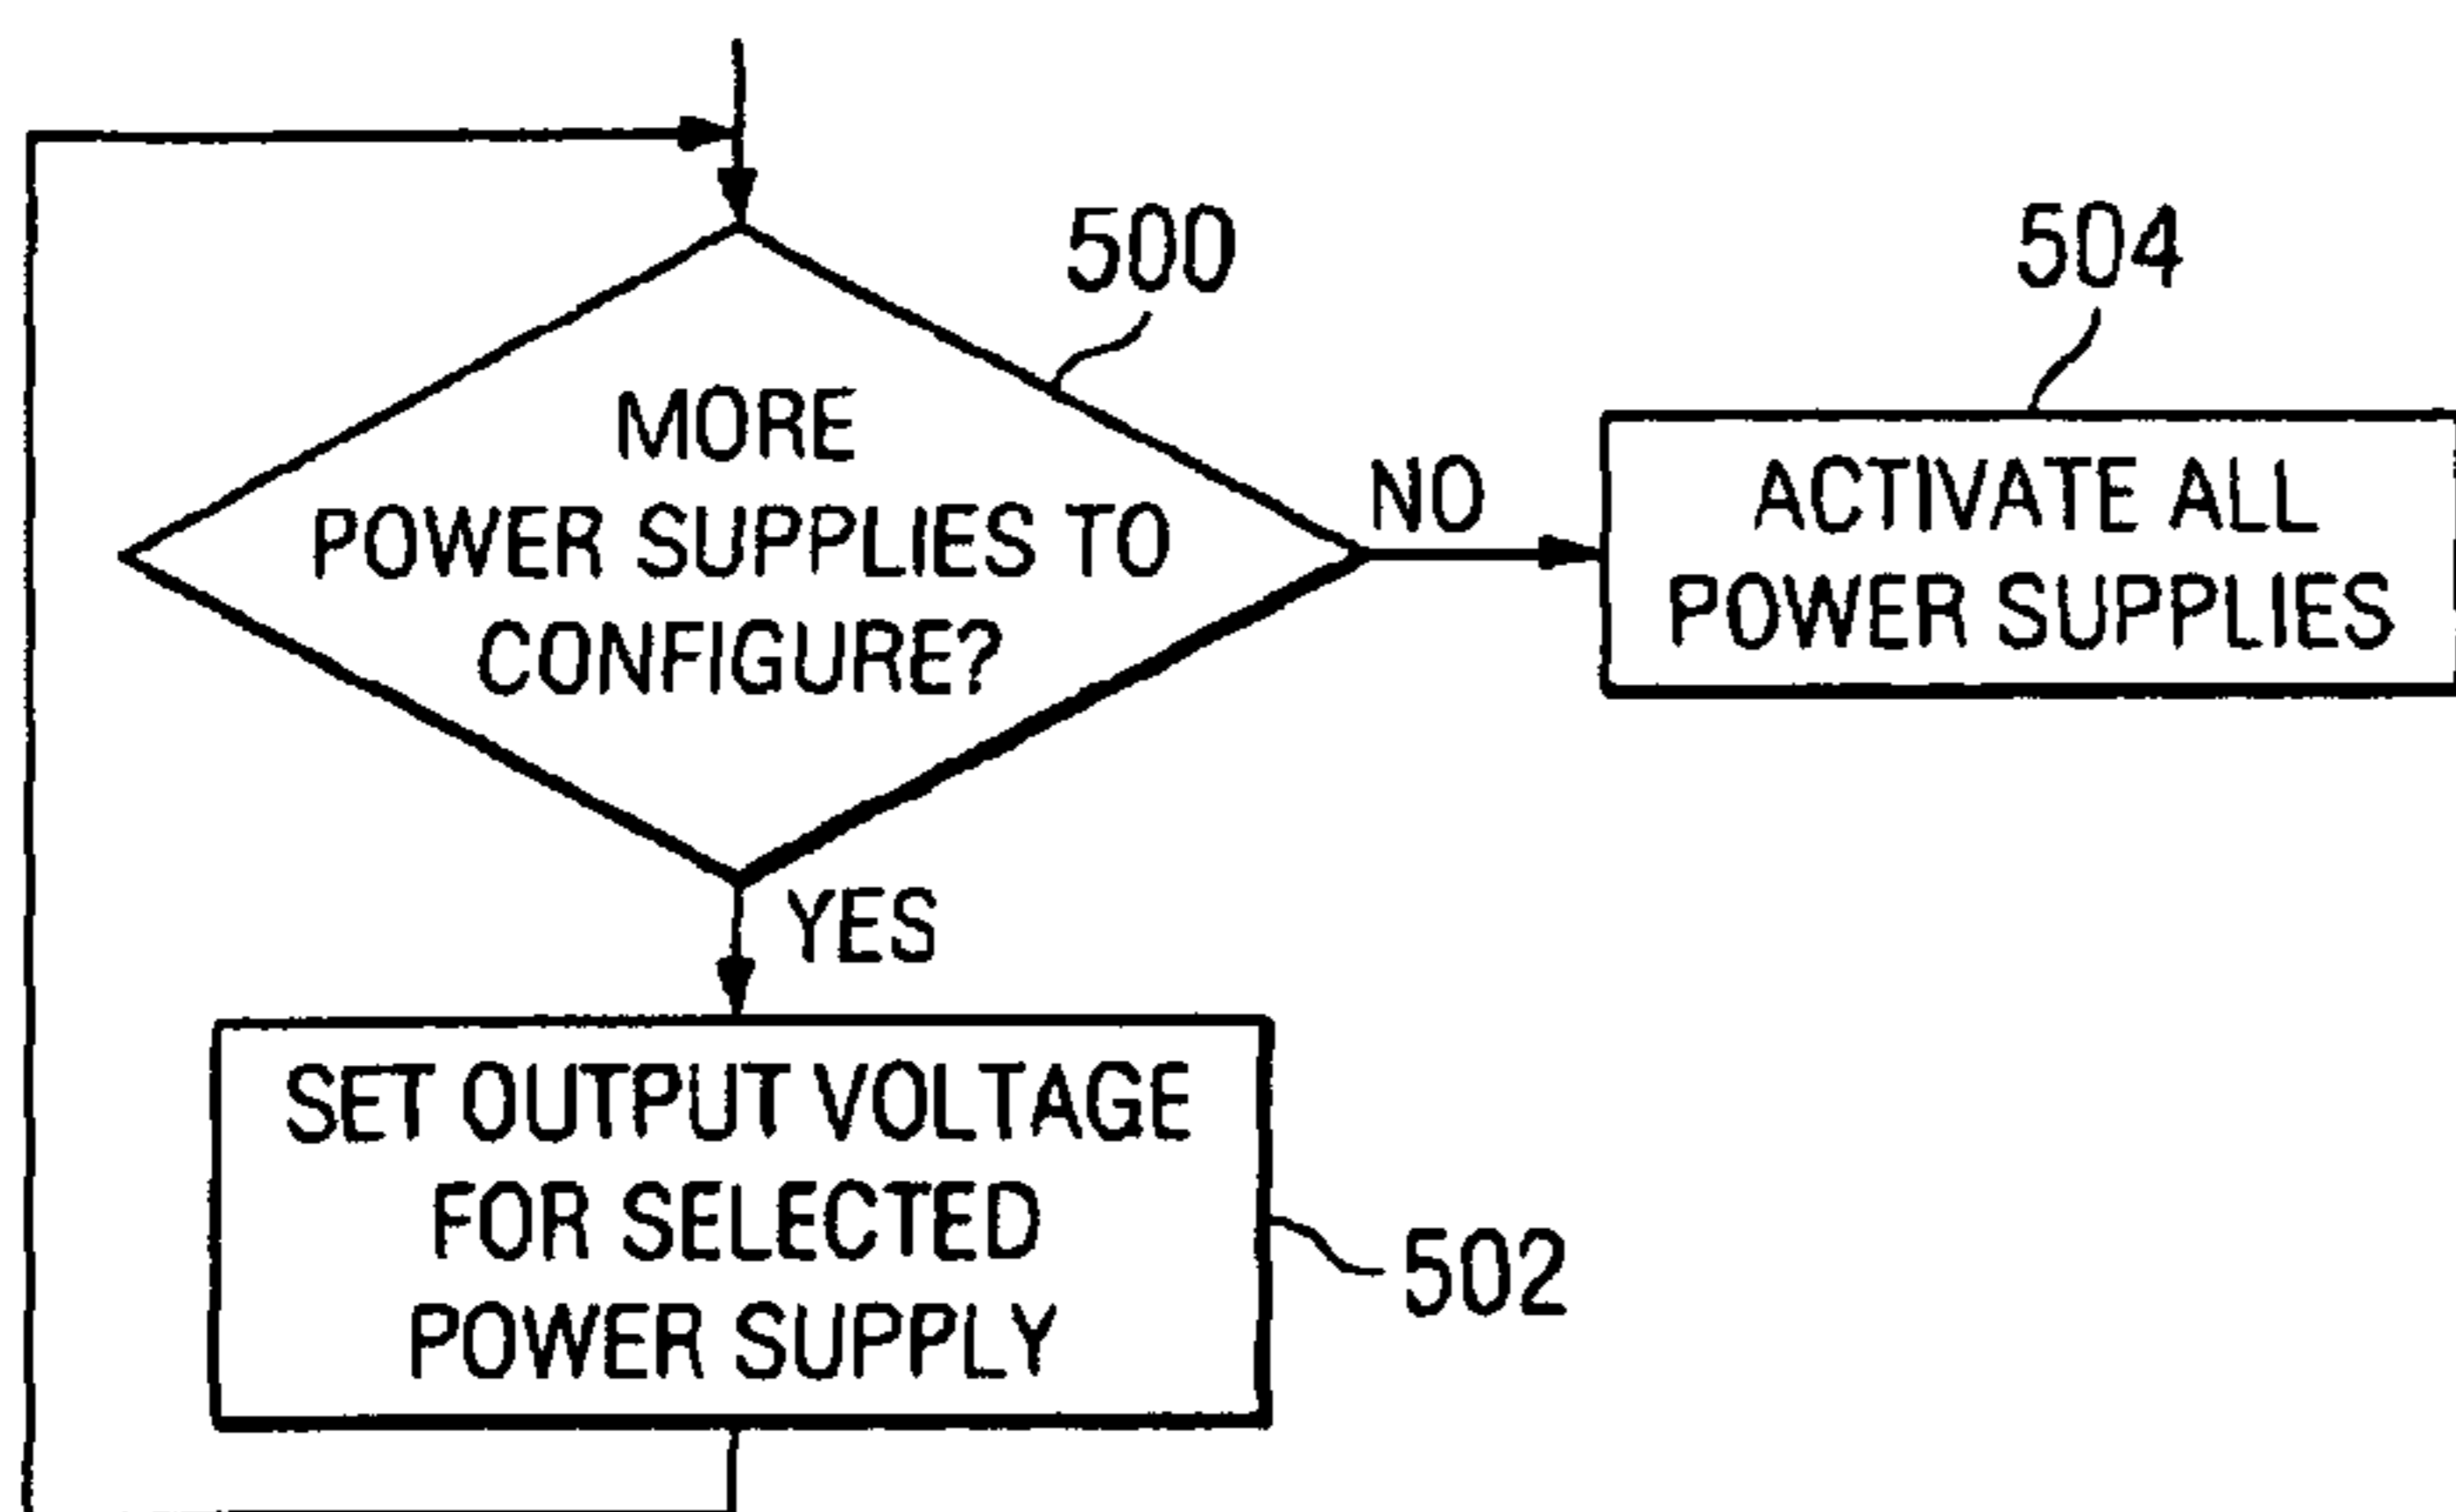 500
MORE
POWER SUPPLIES TO
CONFIGURE?
NO
504
ACTIVATE ALL
POWER SUPPLIES
YES
SET OUTPUT VOLTAGE
FOR SELECTED
POWER SUPPLY
502